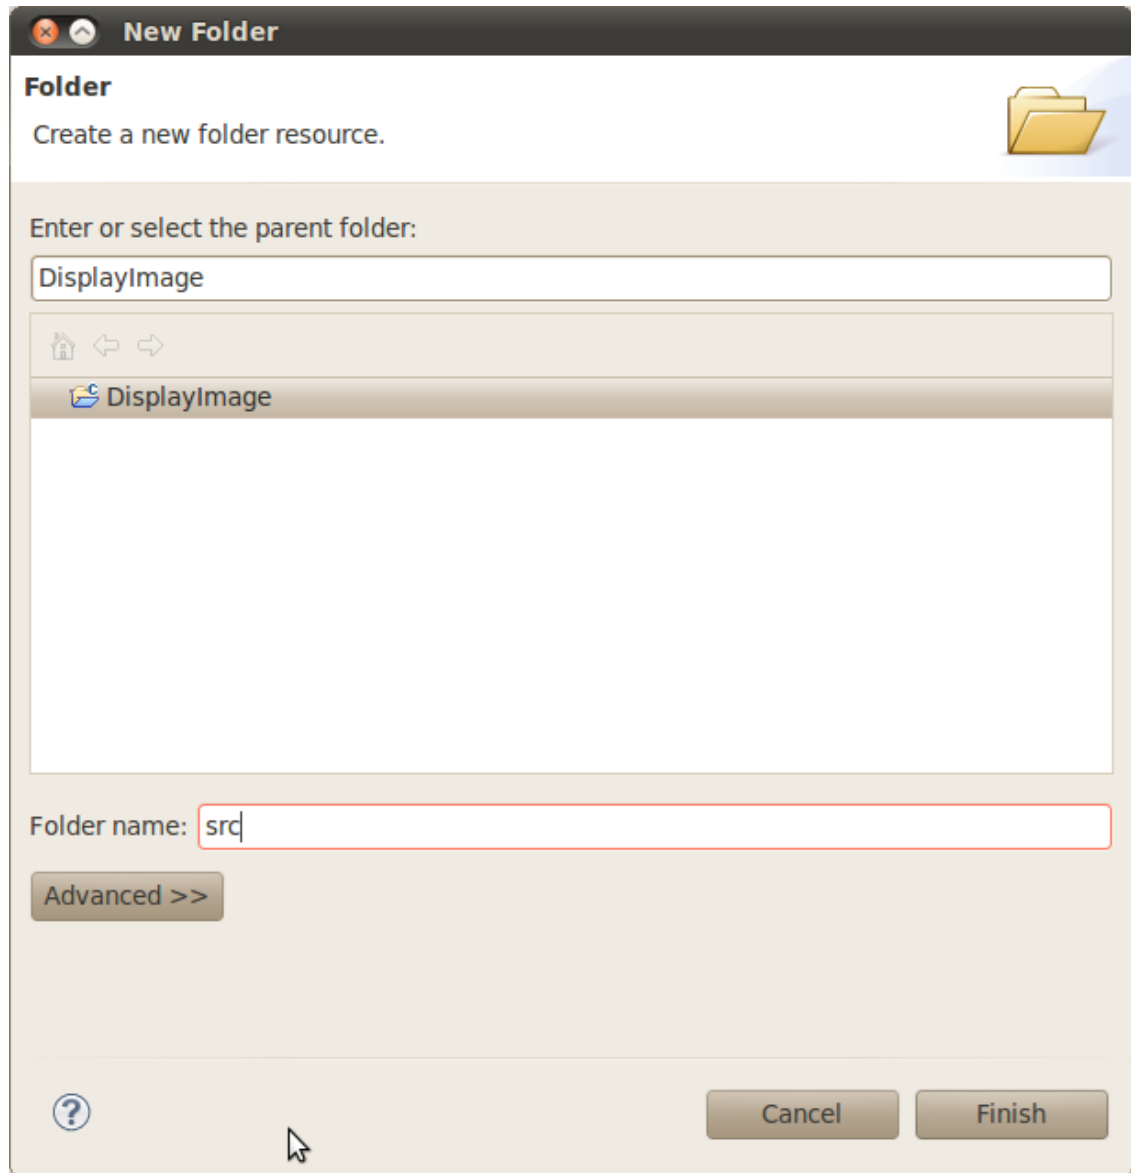 New Folder
Folder
Create a new folder resource.
Enter or select the parent folder:
DisplayImage
DisplayImage
Folder name: src
Advanced >>
Cancel Finish